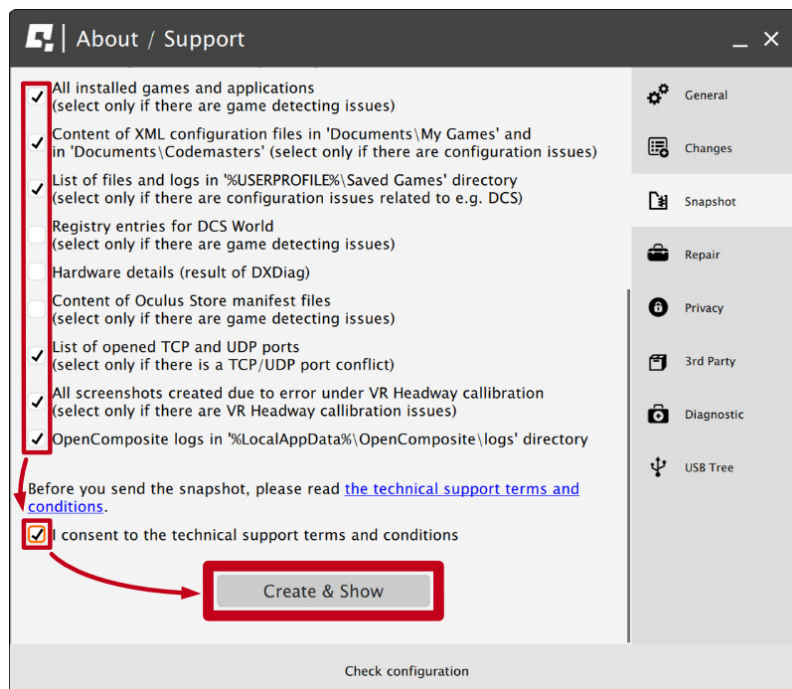 About / Support
All installed games and applications
(select only if there are game detecting issues)
Content of XML configuration files in 'Documents\My Games' and
in 'Documents\Codemasters' (select only if there are configuration issues)
List of files and logs in '%USERPROFILE%\Saved Games' directory
(select only if there are configuration issues related to e.g. DCS)
Registry entries for DCS World
(select only if there are game detecting issues)
Hardware details (result of DXDiag)
Content of Oculus Store manifest files
(select only if there are game detecting issues)
List of opened TCP and UDP ports
(select only if there is a TCP/UDP port conflict)
All screenshots created due to error under VR Headway callibration
(select only if there are VR Headway callibration issues)
OpenComposite logs in '%LocalAppData%\OpenComposite\logs' directory
Before you send the snapshot, please read the technical support terms and
conditions.
I consent to the technical support terms and conditions
Create & Show
General
Changes
Snapshot
Repair
Privacy
3rd Party
Diagnostic
USB Tree
Check configuration